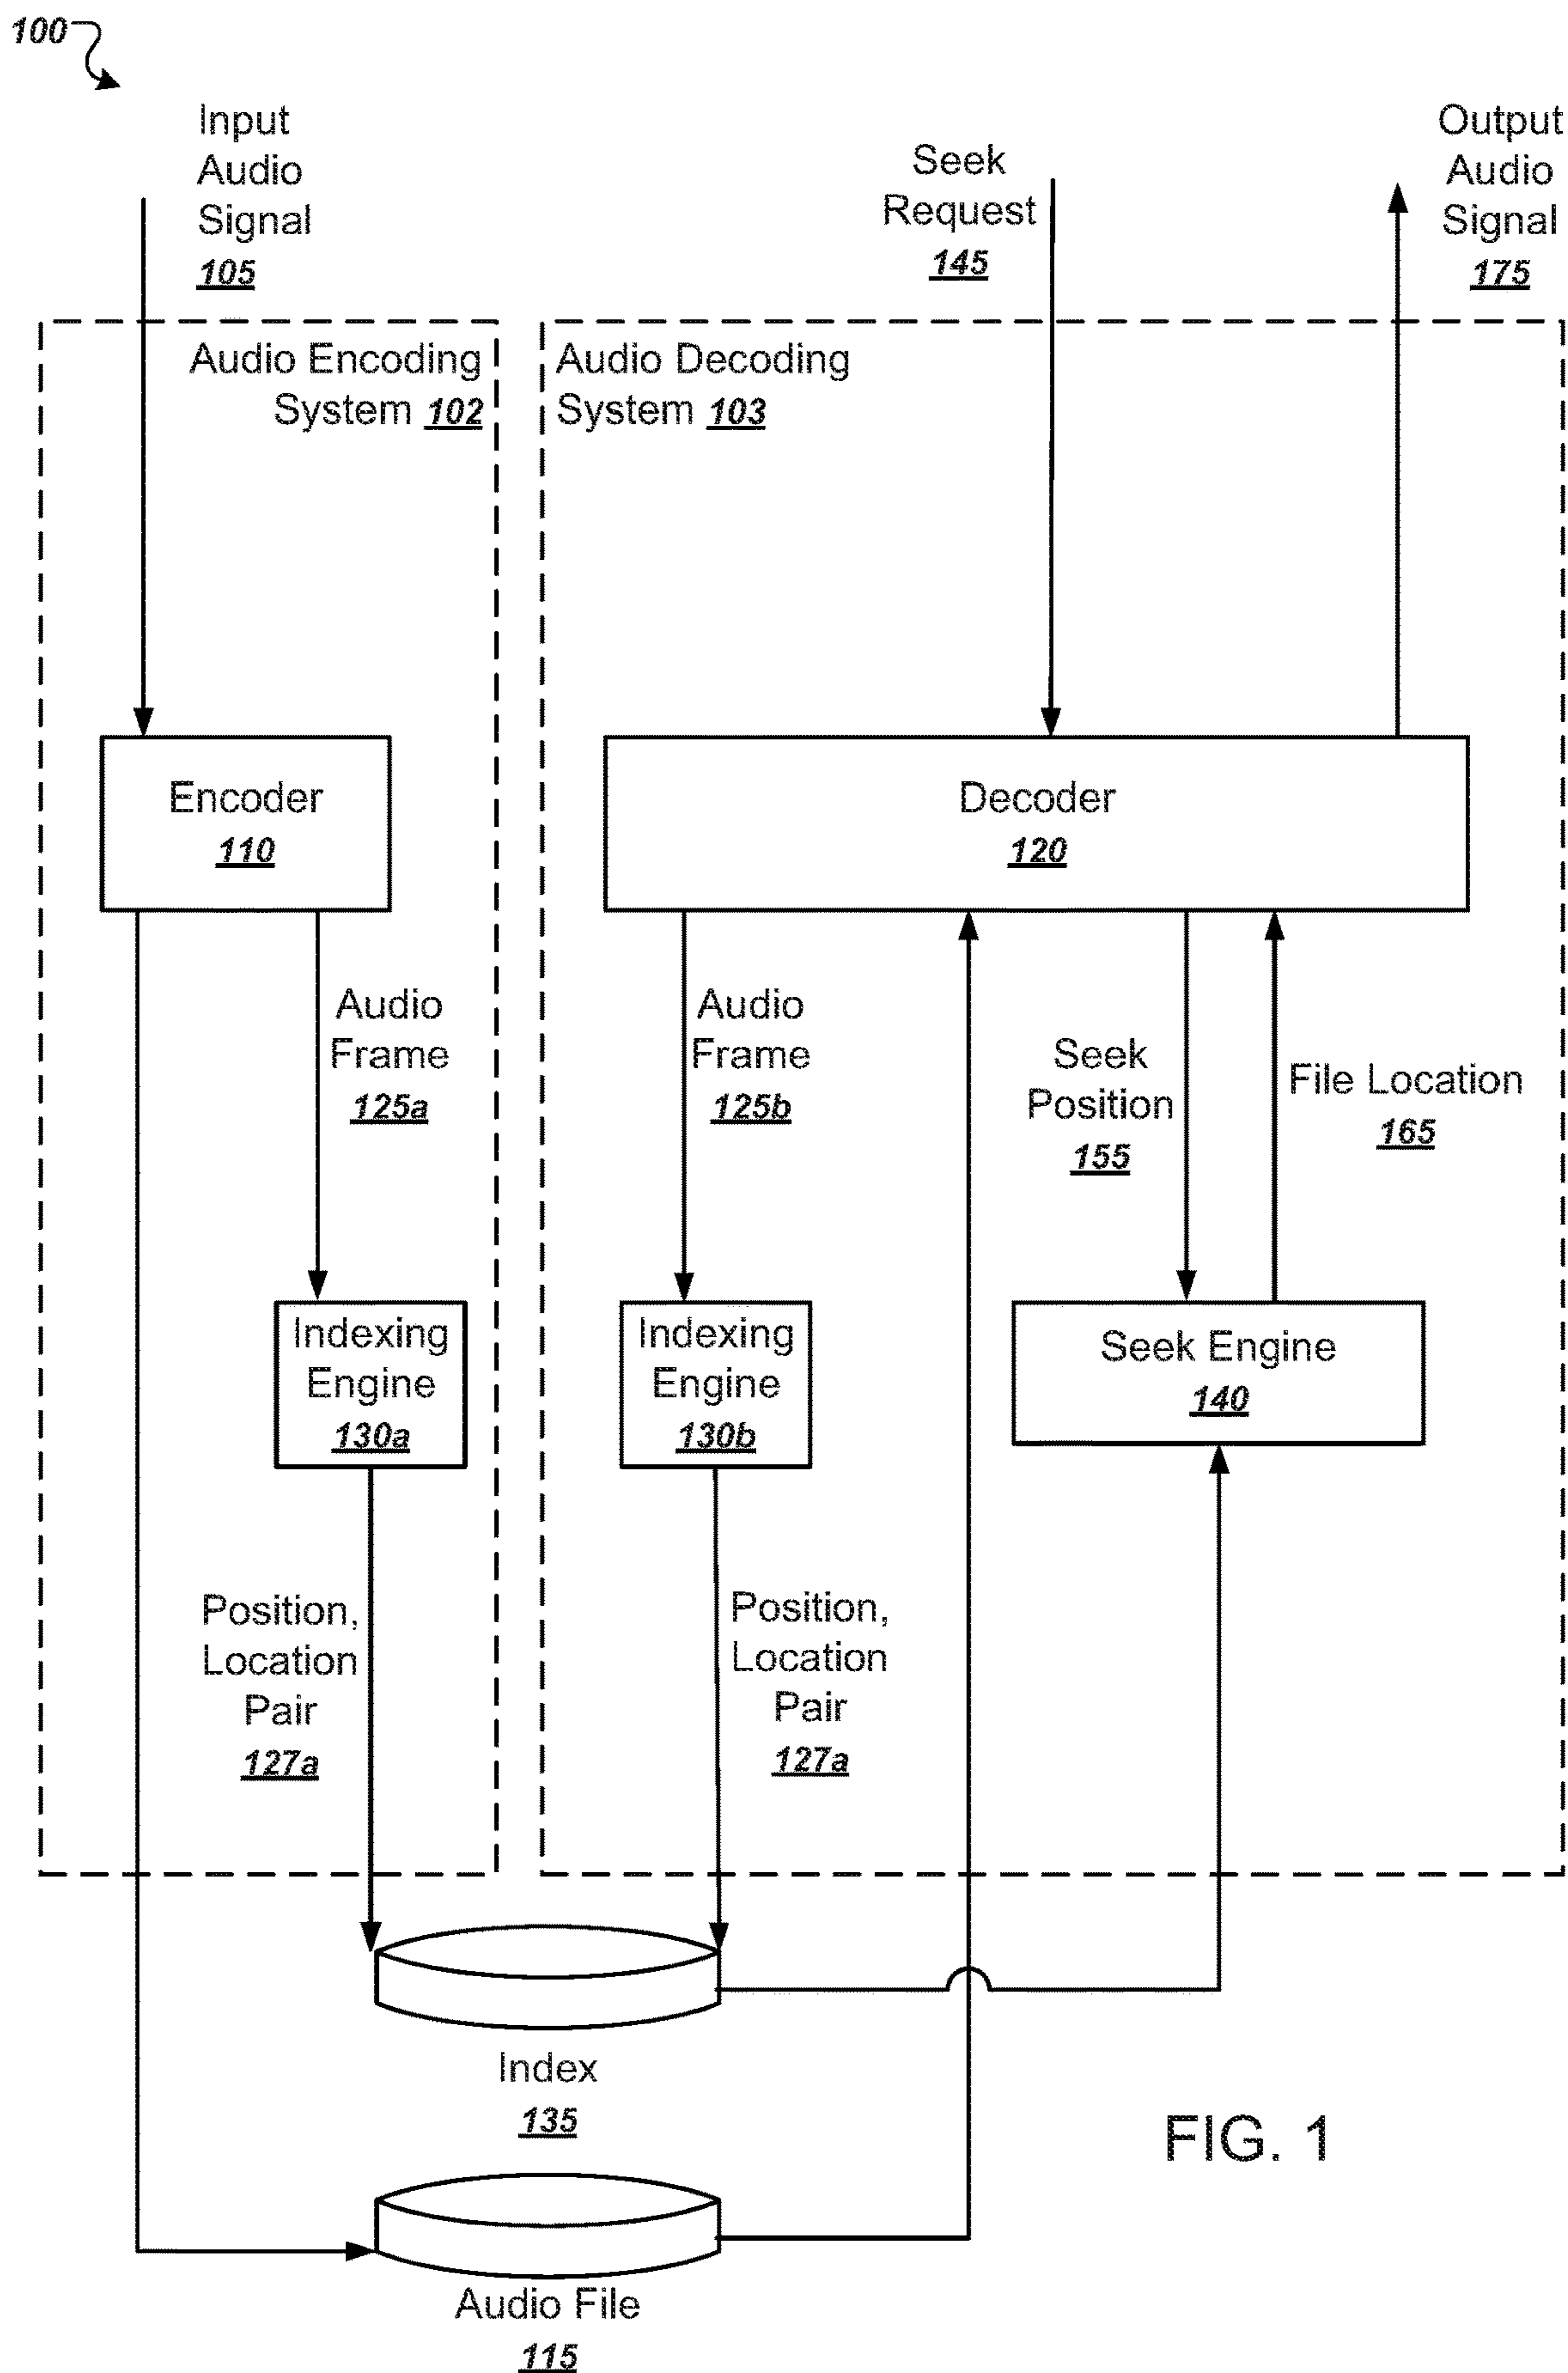 100
Input
Audio
Signal
105
Seek
Request
145
Output
Audio
Signal
175
Audio Encoding
System 102
Audio Decoding
System 103
Encoder
110
Decoder
120
Audio
Frame
125a
Audio
Frame
125b
Seek
Position
155
File Location
165
Indexing
Engine
130a
Indexing
Engine
130b
Seek Engine
140
Position,
Location
Pair
127a
Position,
Location
Pair
127a
Index
135
FIG. 1
Audio File
115